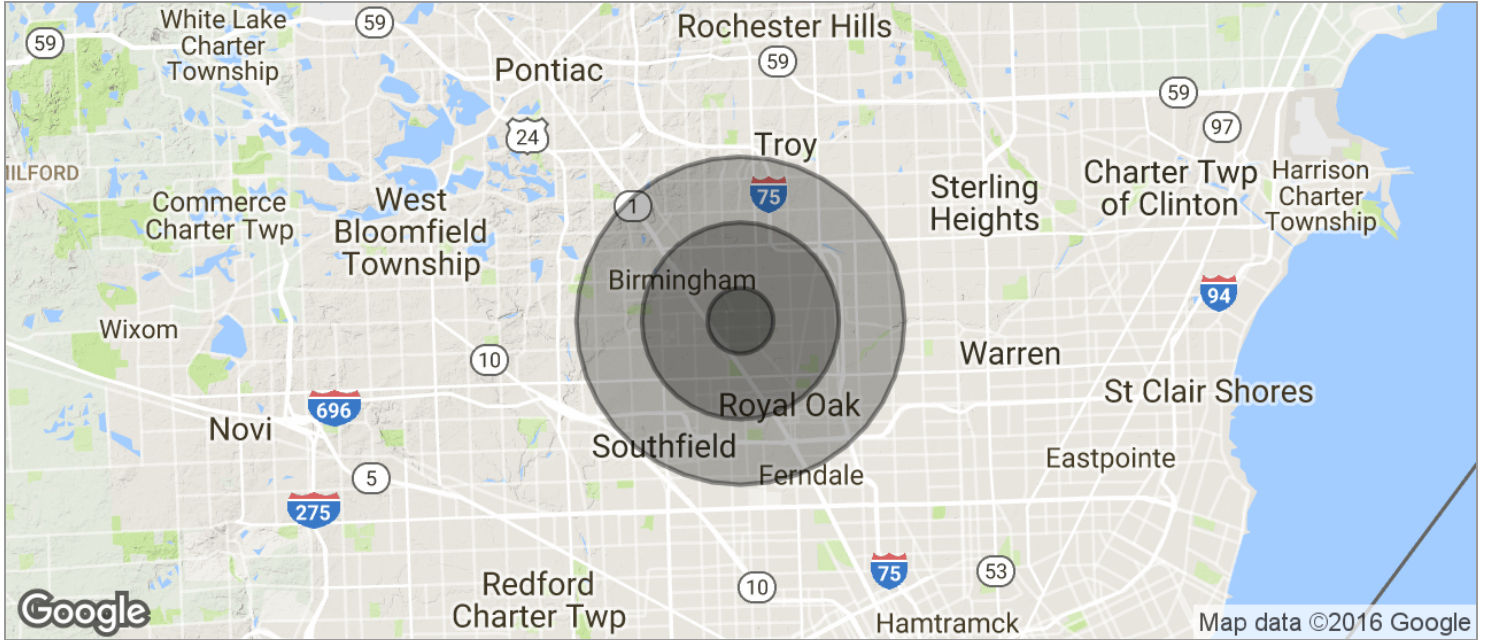 White Lake
Charter
Township
59
59
Rochester Hills
59
Pontiac
59
24
97
Troy
ILFORD
Charter Twp
of Clinton
Harrison
Charter
Township
75
Sterling
Heights
Commerce
Charter Twp
West
Bloomfield
Township
1
Birmingham
94
Wixom
10
Warren
St Clair Shores
696
Royal Oak
Novi
Southfield
Eastpointe
5
Ferndale
275
75
53
10
Redford
Charter Twp
Hamtramck
Google
Map data ©2016 Google